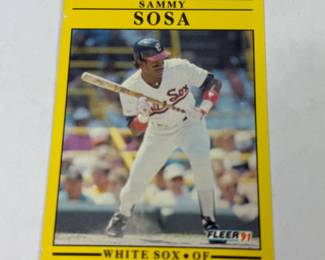 SAMMY
SOSA
Sox
FLEER 91
WHITE SOX • OF